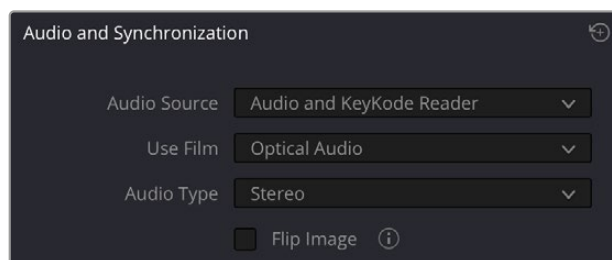 Audio and Synchronization
Audio Source Audio and KeyKode Reader
Use Film Optical Audio
Audio Type Stereo
Flip Image